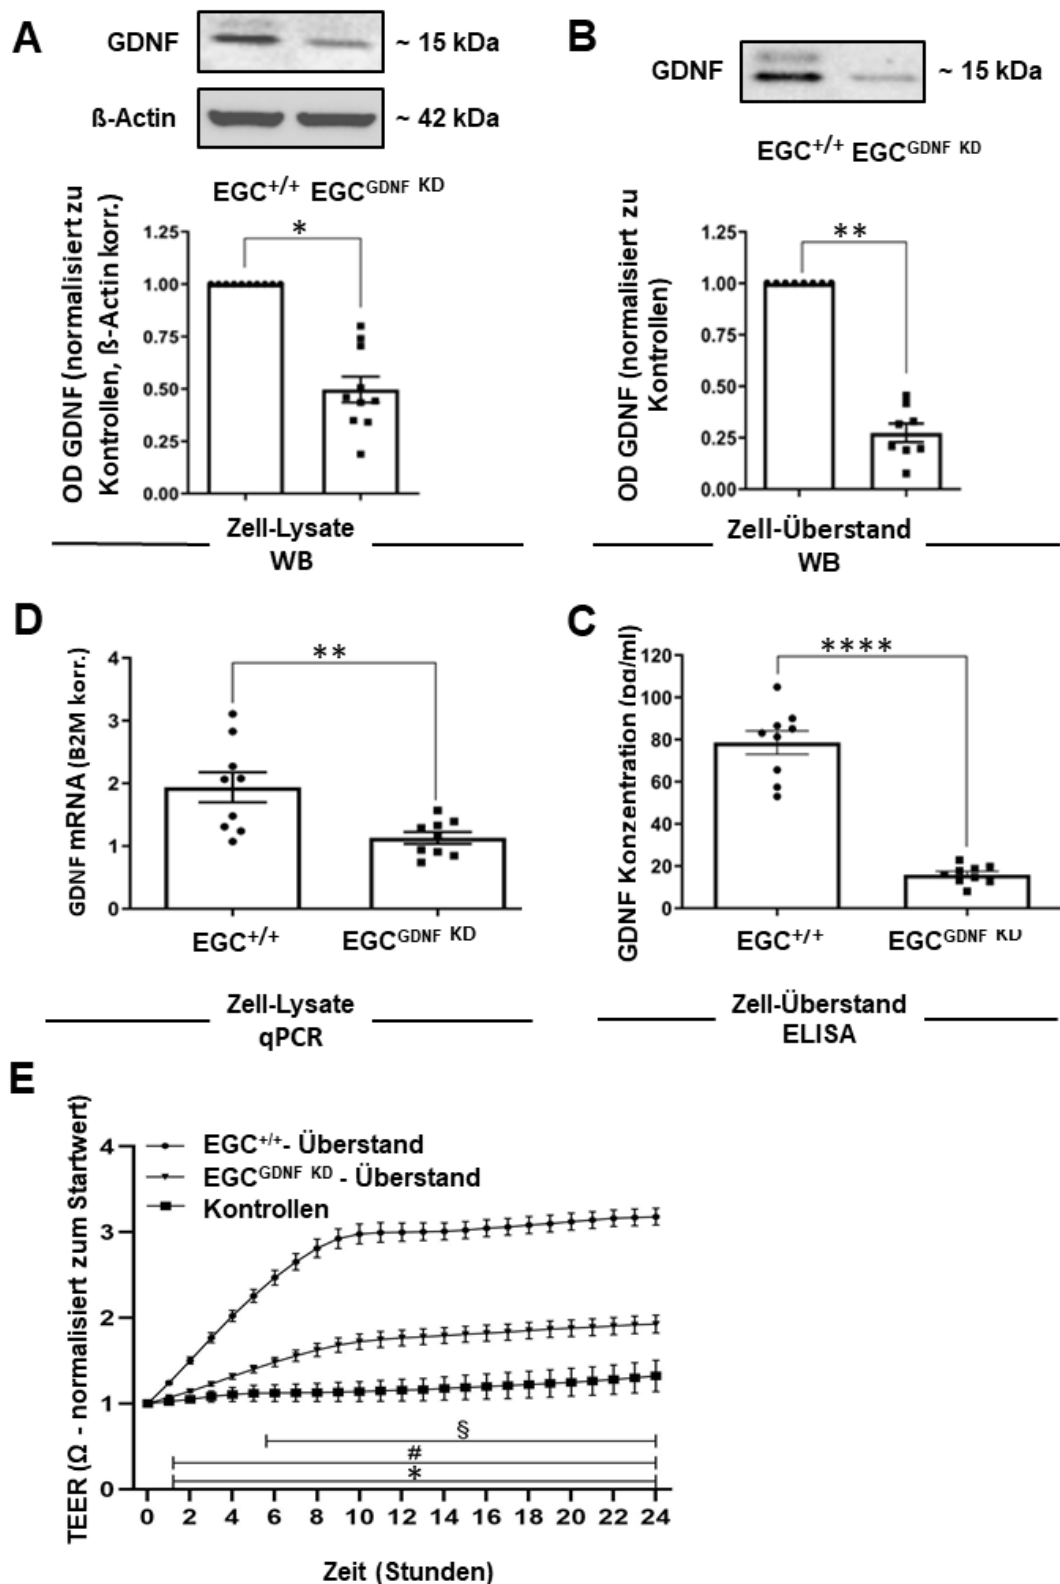 A
GDNF
~ 15 kDa
ß-Actin
~ 42 kDa
EGC+/+ EGCGDNF KD
OD GDNF (normalisiert zu
Kontrollen, ß-Actin korr.)
1.25
1.00
0.75
0.50
0.25
0.00
*
Zell-Lysate
WB
B
GDNF
~ 15 kDa
EGC+/+ EGCGDNF KD
OD GDNF (normalisiert zu
Kontrollen)
1.25
1.00
0.75
0.50
0.25
0.00
**
Zell-Überstand
WB
D
GDNF mRNA (B2M korr.)
4
3
2
1
0
**
EGC+/+
EGCGDNF KD
Zell-Lysate
qPCR
C
GDNF Konzentration (pg/ml)
120
100
80
60
40
20
0
****
EGC+/+
EGCGDNF KD
Zell-Überstand
ELISA
E
TEER (Ω - normalisiert zum Startwert)
4
3
2
1
0
EGC+/+- Überstand
EGCGDNF KD - Überstand
Kontrollen
§
#
*
0 2 4 6 8 10 12 14 16 18 20 22 24
Zeit (Stunden)